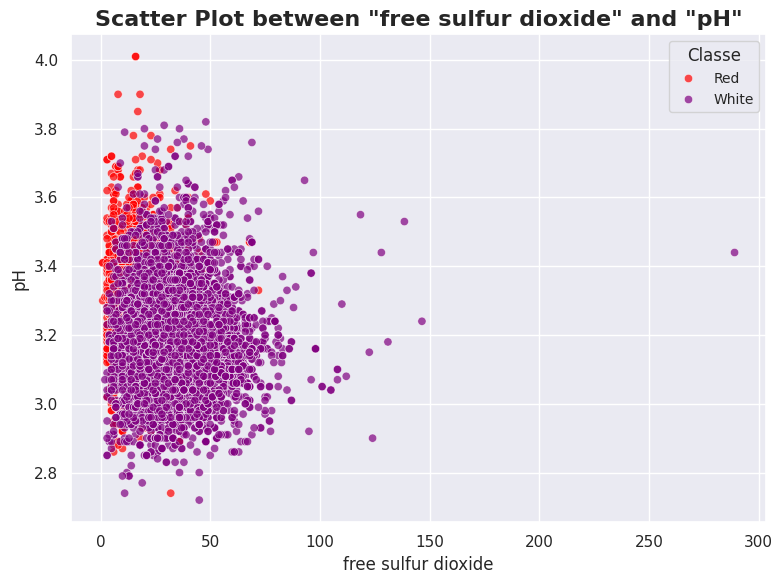 Scatter Plot between "free sulfur dioxide" and "pH"
Classe
Red
White
4.0
3.8
3.6
3.4
3.2
3.0
2.8
pH
0 50 100 150 200 250 300
free sulfur dioxide